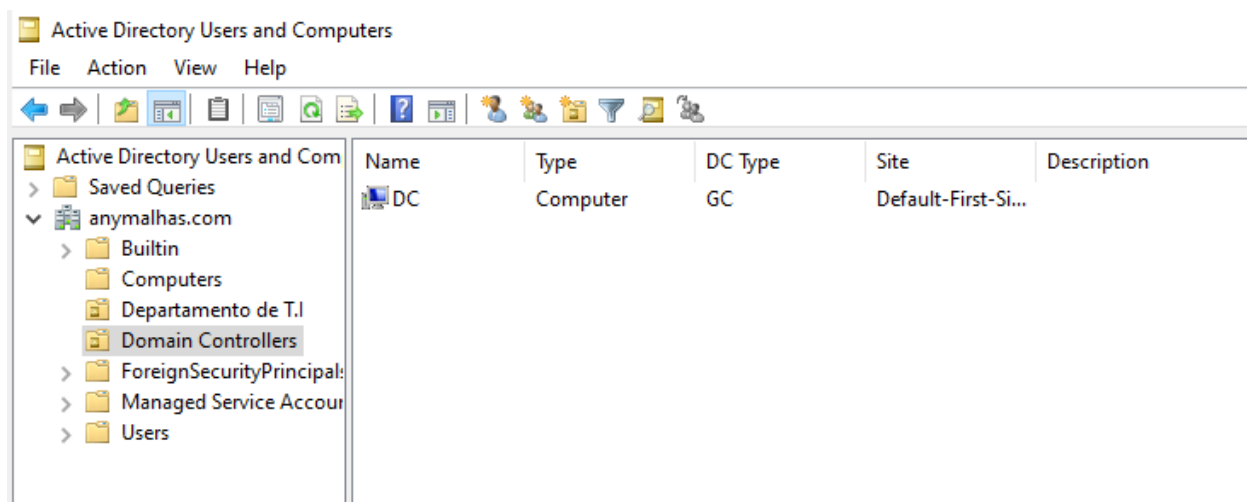 Active Directory Users and Computers
File Action View Help
Active Directory Users and Com
Saved Queries
anymalhas.com
Builtin
Computers
Departamento de T.I
Domain Controllers
ForeignSecurityPrincipal:
Managed Service Accour
Users
Name Type DC Type Site Description
DC Computer GC Default-First-Si...